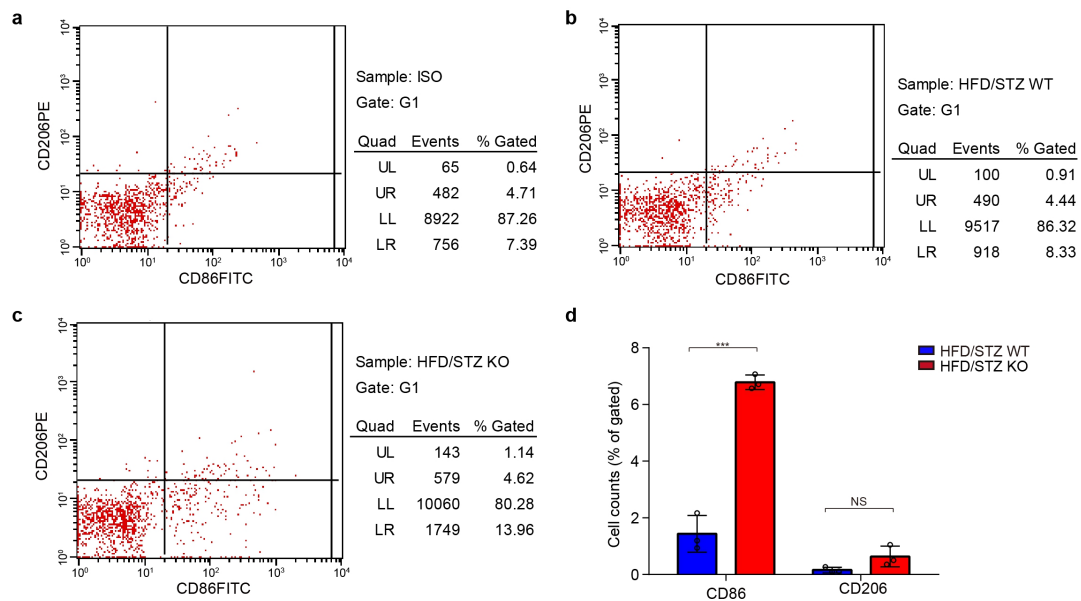 a
10⁴
10³
10²
10¹
10⁰
CD206PE
10⁰ 10¹ 10² 10³ 10⁴
CD86FITC
Sample: ISO
Gate: G1
Quad Events % Gated
UL 65 0.64
UR 482 4.71
LL 8922 87.26
LR 756 7.39
b
10⁴
10³
10²
10¹
10⁰
CD206PE
10⁰ 10¹ 10² 10³ 10⁴
CD86FITC
Sample: HFD/STZ WT
Gate: G1
Quad Events % Gated
UL 100 0.91
UR 490 4.44
LL 9517 86.32
LR 918 8.33
c
10⁴
10³
10²
10¹
10⁰
CD206PE
10⁰ 10¹ 10² 10³ 10⁴
CD86FITC
Sample: HFD/STZ KO
Gate: G1
Quad Events % Gated
UL 143 1.14
UR 579 4.62
LL 10060 80.28
LR 1749 13.96
d
8
6
4
2
0
Cell counts (% of gated)
***
NS
CD86 CD206
HFD/STZ WT
HFD/STZ KO